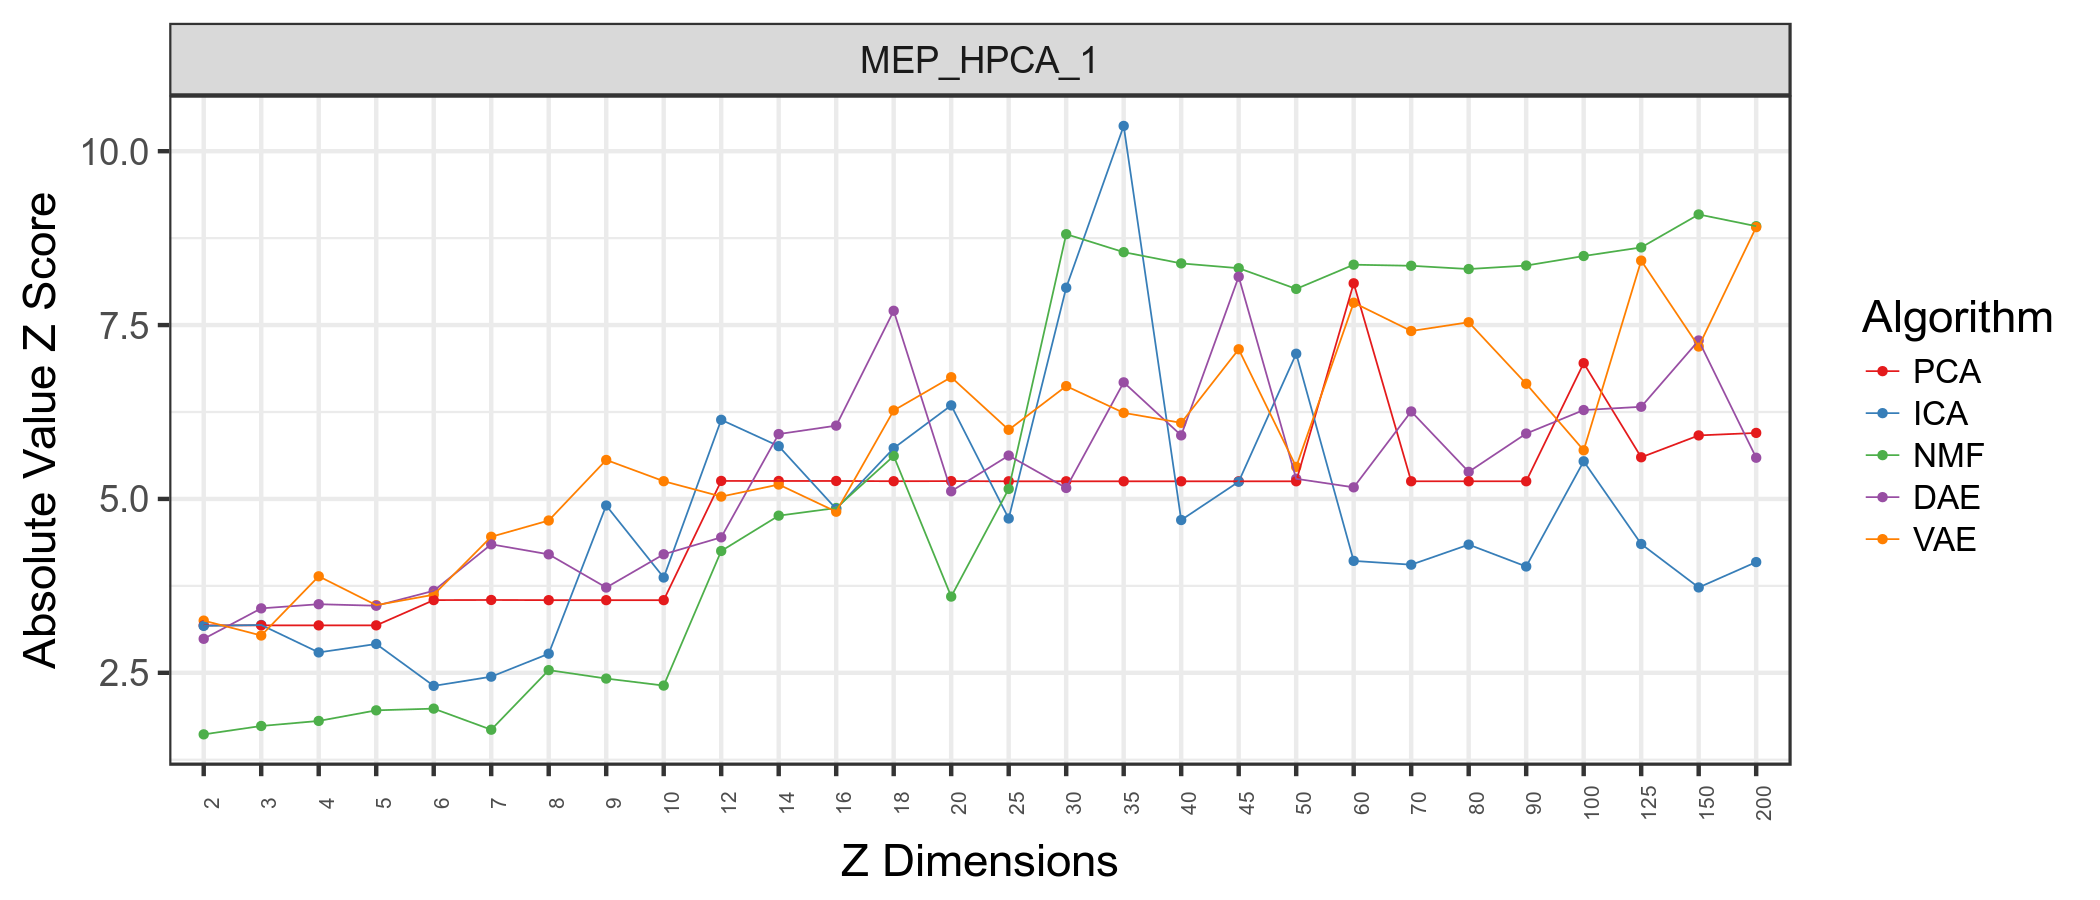 MEP_HPCA_1
Absolute Value Z Score
10.0
7.5
5.0
2.5
2 3 4 5 6 7 8 9 10 12 14 16 18 20 25 30 35 40 45 50 60 70 80 90 100 125 150 200
Z Dimensions
Algorithm
PCA
ICA
NMF
DAE
VAE